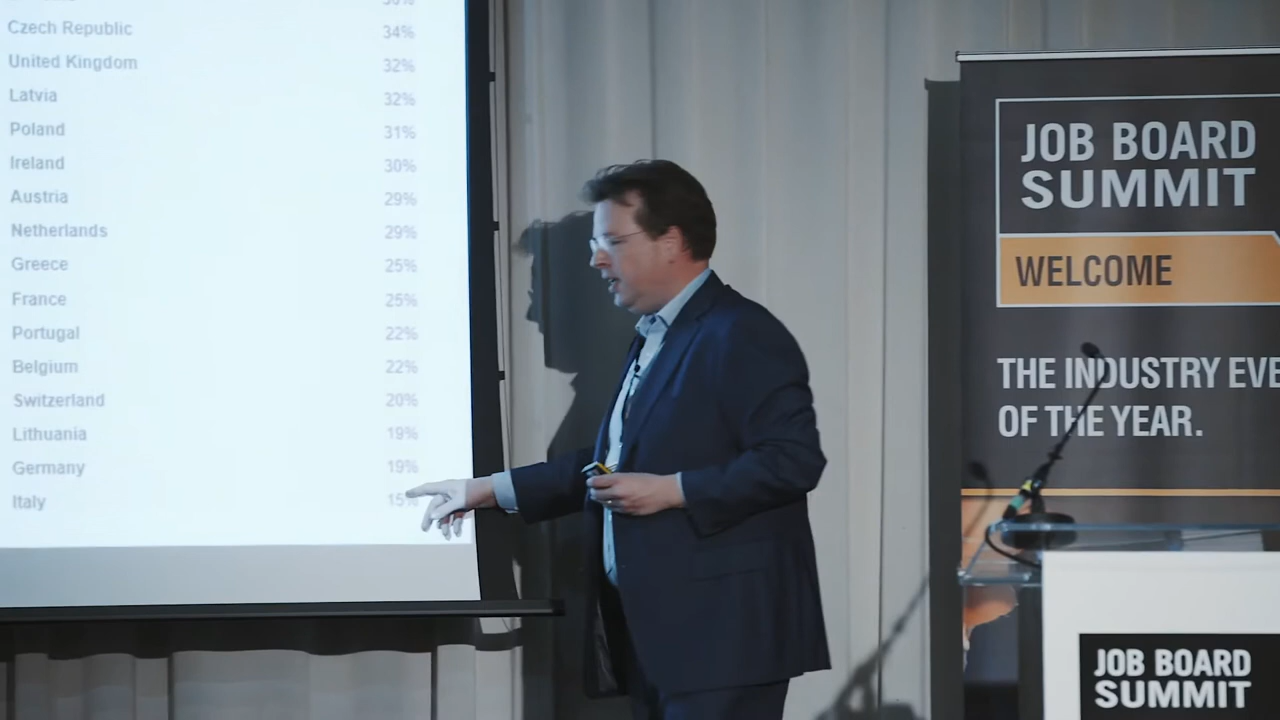 Czech Republic 34%
United Kingdom 32%
Latvia 32%
Poland 31%
Ireland 30%
Austria 29%
Netherlands 29%
Greece 25%
France 25%
Portugal 22%
Belgium 22%
Switzerland 20%
Lithuania 19%
Germany 19%
Italy 15%
JOB BOARD
SUMMIT
WELCOME
THE INDUSTRY EVE
OF THE YEAR.
JOB BOARD
SUMMIT